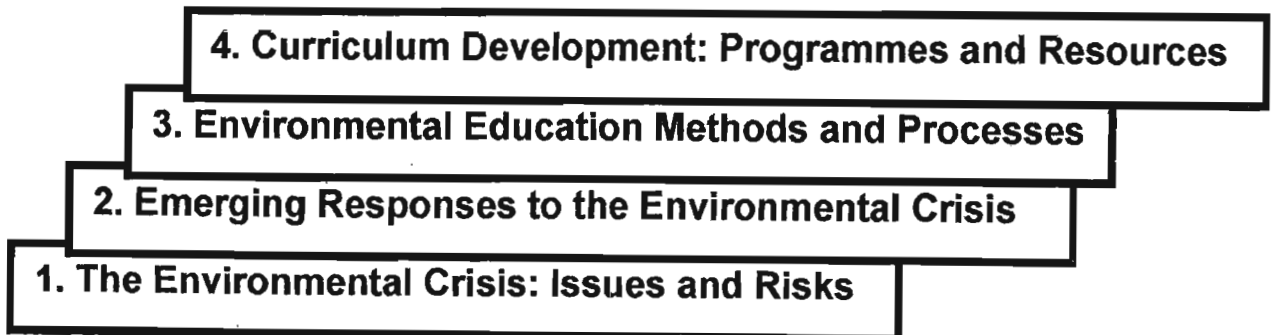 4. Curriculum Development: Programmes and Resources
3. Environmental Education Methods and Processes
2. Emerging Responses to the Environmental Crisis
1. The Environmental Crisis: Issues and Risks